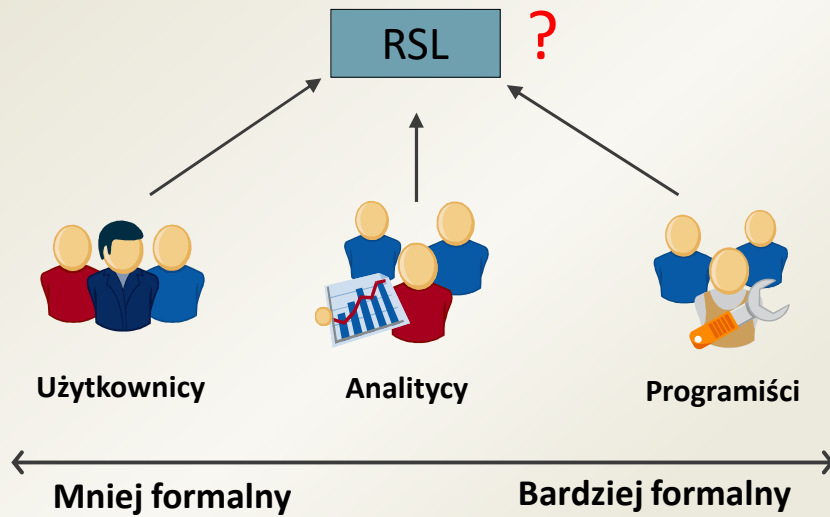 RSL ?
Użytkownicy
Analitycy
Programiści
Mniej formalny
Bardziej formalny